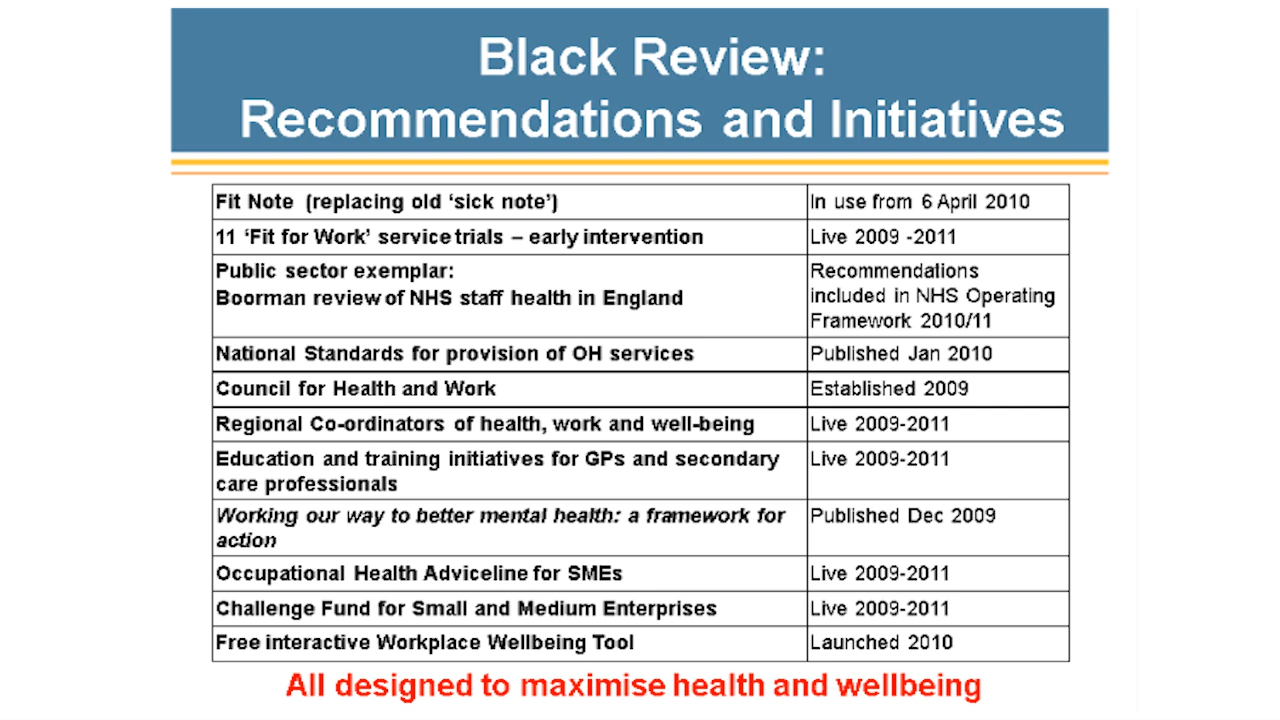 Black Review:
Recommendations and Initiatives
Fit Note (replacing old ‘sick note’)
In use from 6 April 2010
11 ‘Fit for Work’ service trials – early intervention
Live 2009 -2011
Public sector exemplar:
Boorman review of NHS staff health in England
Recommendations
included in NHS Operating
Framework 2010/11
National Standards for provision of OH services
Published Jan 2010
Council for Health and Work
Established 2009
Regional Co-ordinators of health, work and well-being
Live 2009-2011
Education and training initiatives for GPs and secondary
care professionals
Live 2009-2011
Working our way to better mental health: a framework for
action
Published Dec 2009
Occupational Health Adviceline for SMEs
Live 2009-2011
Challenge Fund for Small and Medium Enterprises
Live 2009-2011
Free interactive Workplace Wellbeing Tool
Launched 2010
All designed to maximise health and wellbeing